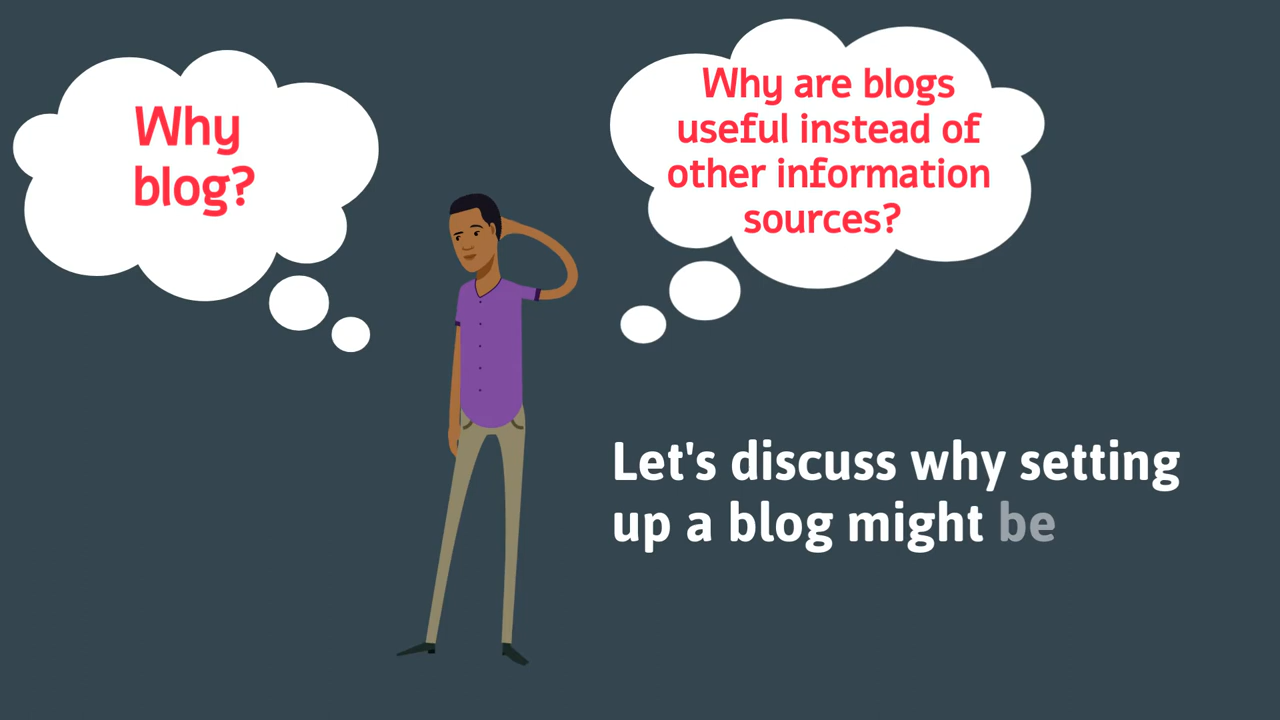 Why
blog?
Why are blogs
useful instead of
other information
sources?
Let's discuss why setting
up a blog might be